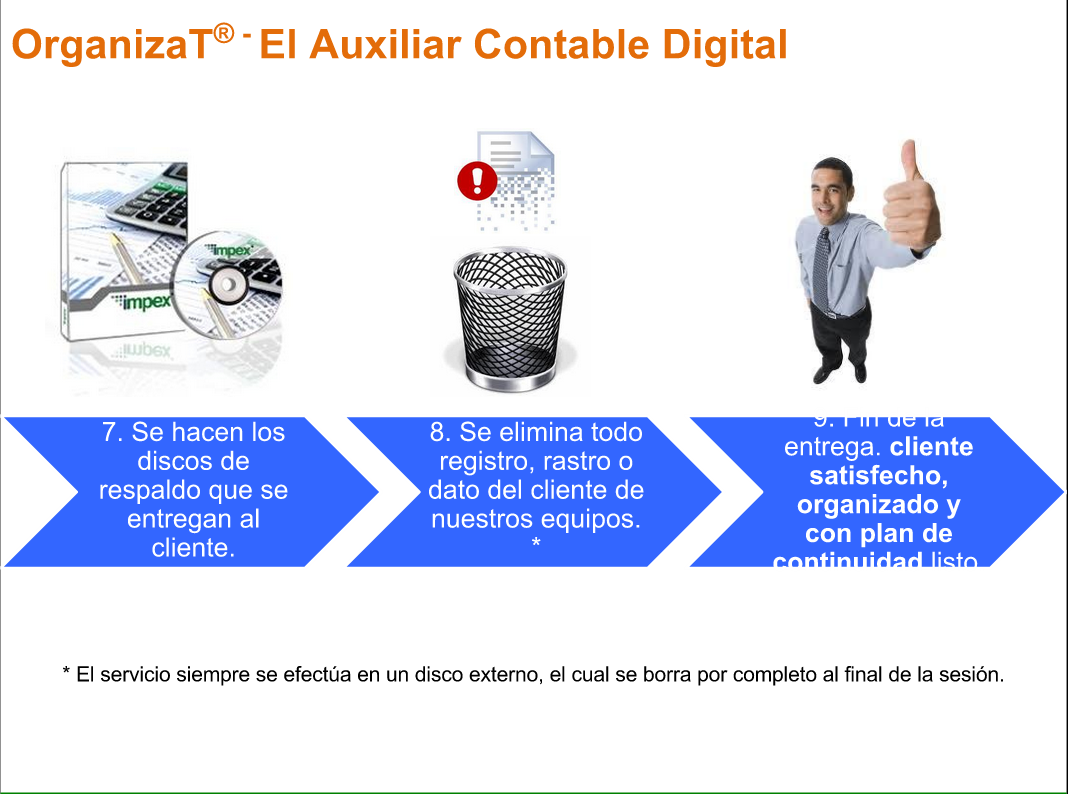 OrganizaT® - El Auxiliar Contable Digital
impex
impex
impex
7. Se hacen los
discos de
respaldo que se
entregan al
cliente.
8. Se elimina todo
registro, rastro o
dato del cliente de
nuestros equipos.
*
9. Fin de la
entrega. cliente
satisfecho,
organizado y
con plan de
continuidad listo
* El servicio siempre se efectúa en un disco externo, el cual se borra por completo al final de la sesión.